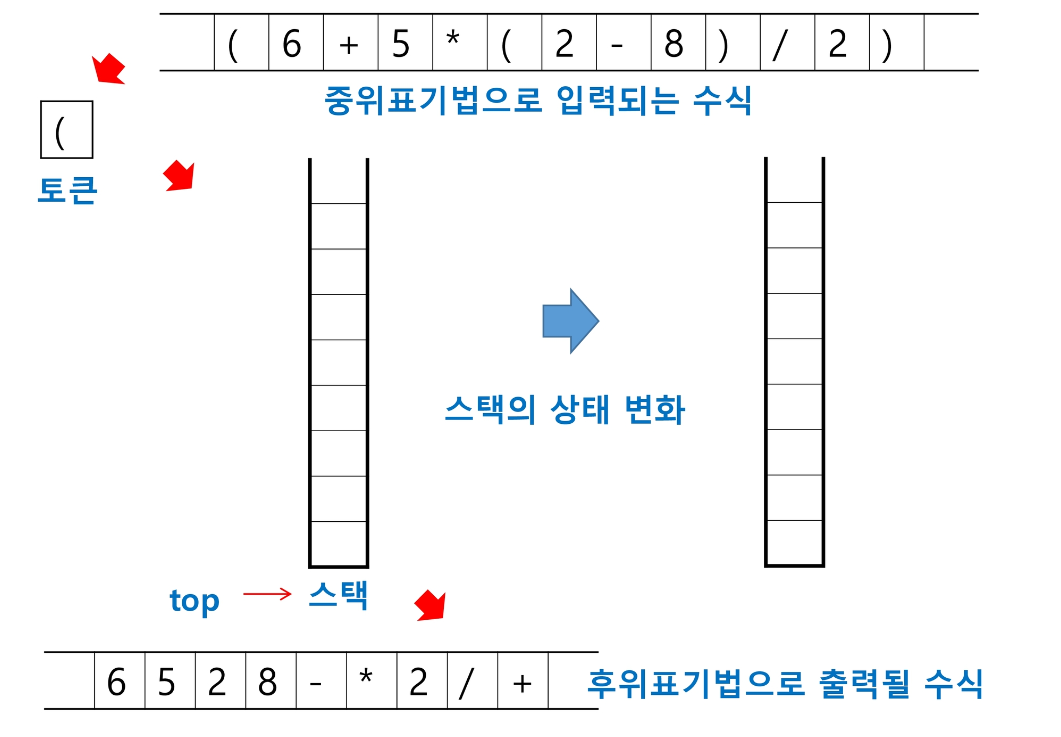 ( 6 + 5 * ( 2 - 8 ) / 2 )
중위표기법으로 입력되는 수식
(
토큰
스택의 상태 변화
top
스택
6 5 2 8 - * 2 / +
후위표기법으로 출력될 수식